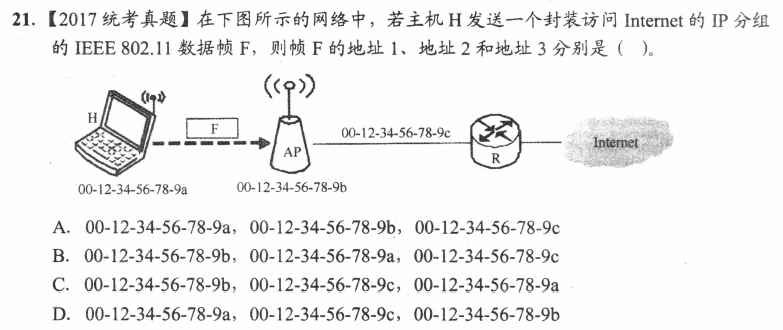 21.【2017 统考真题】在下图所示的网络中，若主机 H 发送一个封装访问 Internet 的 IP 分组
的 IEEE 802.11 数据帧 F，则帧 F 的地址 1、地址 2 和地址 3 分别是（ ）。
H
F
AP
00-12-34-56-78-9c
R
Internet
00-12-34-56-78-9a
00-12-34-56-78-9b
A. 00-12-34-56-78-9a，00-12-34-56-78-9b，00-12-34-56-78-9c
B. 00-12-34-56-78-9b，00-12-34-56-78-9a，00-12-34-56-78-9c
C. 00-12-34-56-78-9b，00-12-34-56-78-9c，00-12-34-56-78-9a
D. 00-12-34-56-78-9a，00-12-34-56-78-9c，00-12-34-56-78-9b